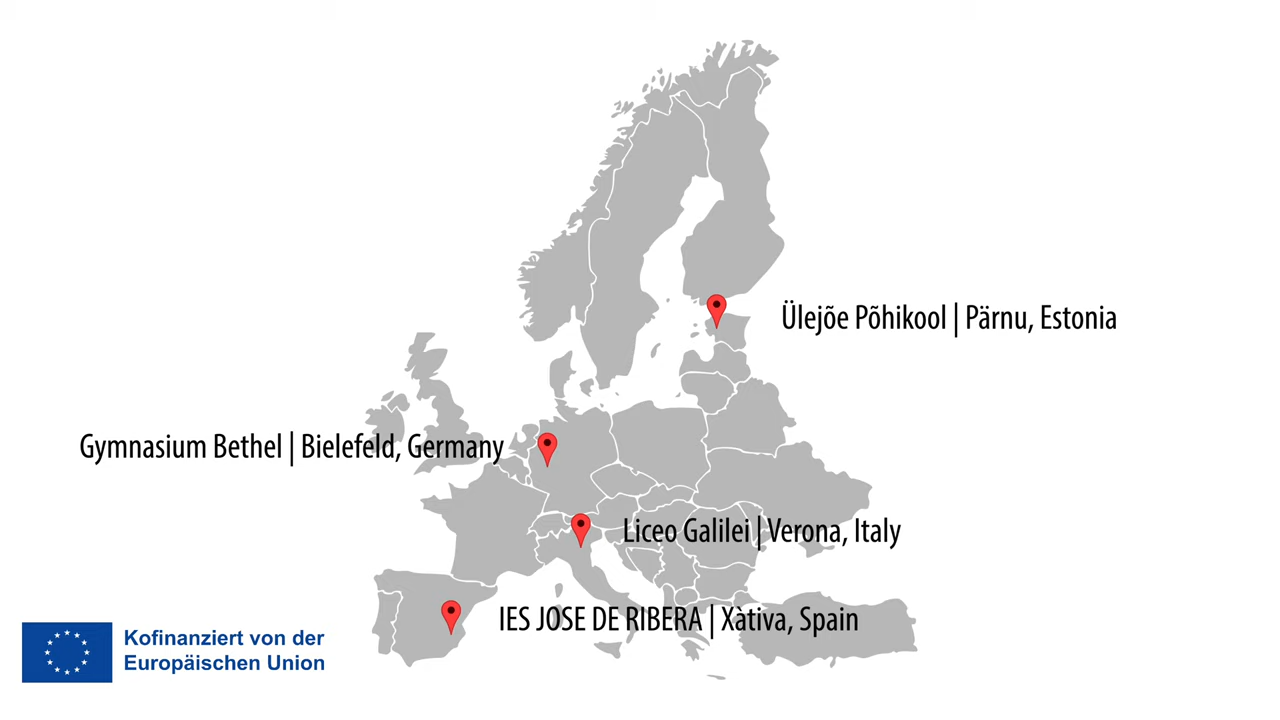 Ülejõe Põhikool | Pärnu, Estonia
Gymnasium Bethel | Bielefeld, Germany
Liceo Galilei | Verona, Italy
IES JOSE DE RIBERA | Xàtiva, Spain
Kofinanziert von der
Europäischen Union